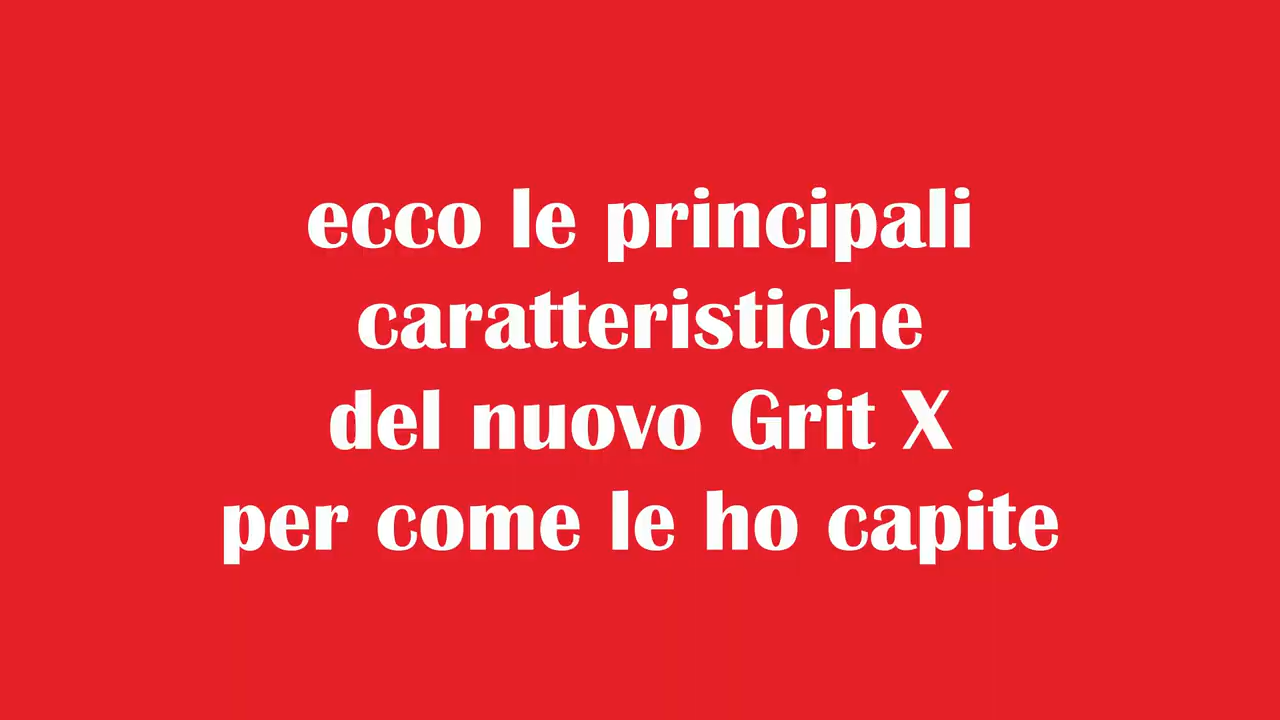 ecco le principali
caratteristiche
del nuovo Grit X
per come le ho capite